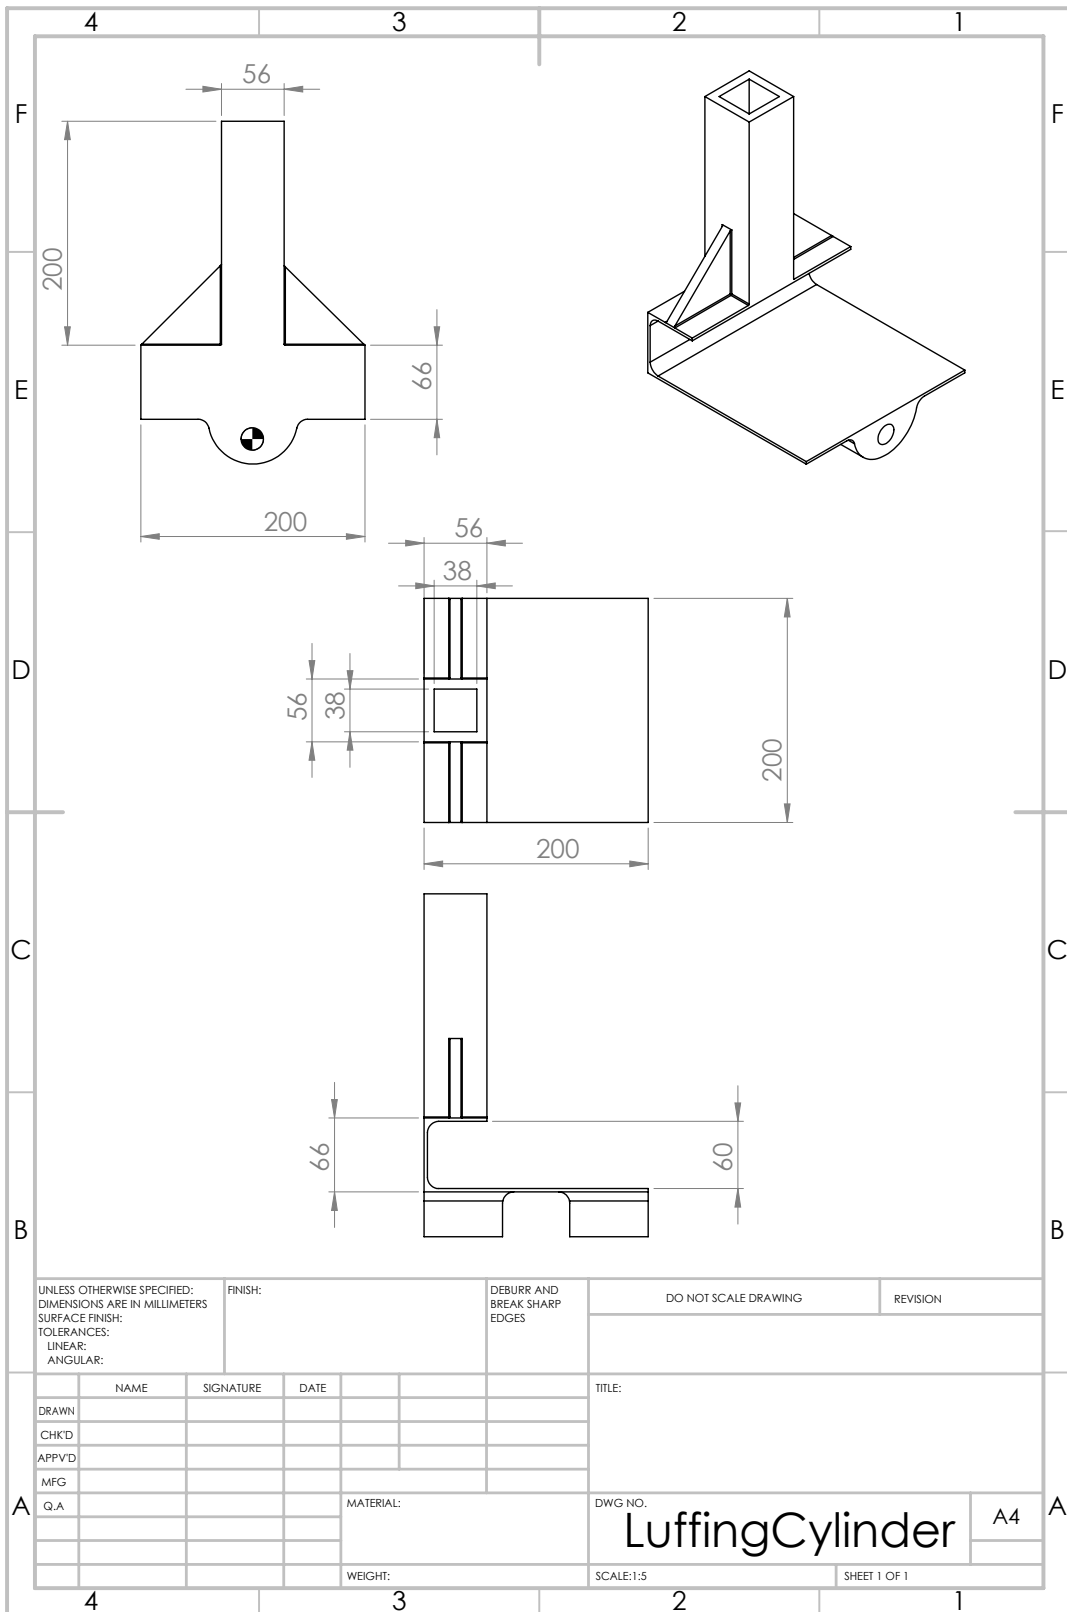 4 3 2 1
F F
E E
D D
C C
B B
A A
56
200
66
200
56
38
56
38
200
200
66
60
UNLESS OTHERWISE SPECIFIED:
DIMENSIONS ARE IN MILLIMETERS
SURFACE FINISH:
TOLERANCES:
LINEAR:
ANGULAR:
FINISH:
DEBURR AND
BREAK SHARP
EDGES
DO NOT SCALE DRAWING
REVISION
NAME SIGNATURE DATE
TITLE:
DRAWN
CHK'D
APPV'D
MFG
Q.A
MATERIAL:
DWG NO.
LuffingCylinder
A4
WEIGHT:
SCALE:1:5
SHEET 1 OF 1
4 3 2 1